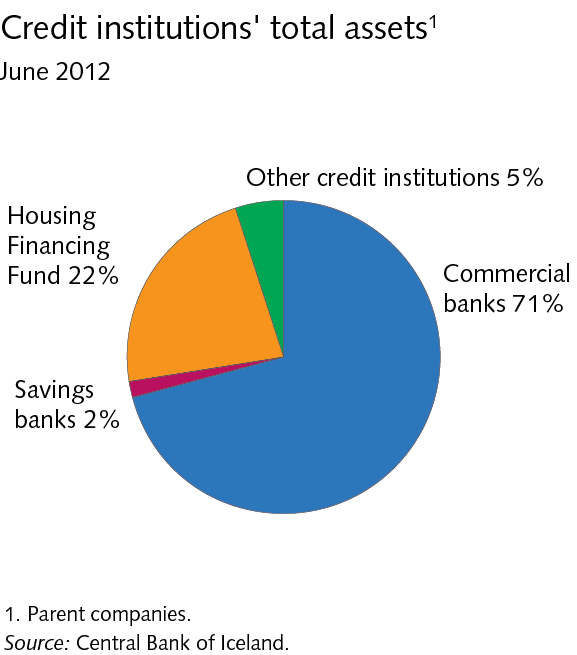 Credit institutions' total assets¹
June 2012
Other credit institutions 5%
Housing
Financing
Fund 22%
Commercial
banks 71%
Savings
banks 2%
1. Parent companies.
Source: Central Bank of Iceland.